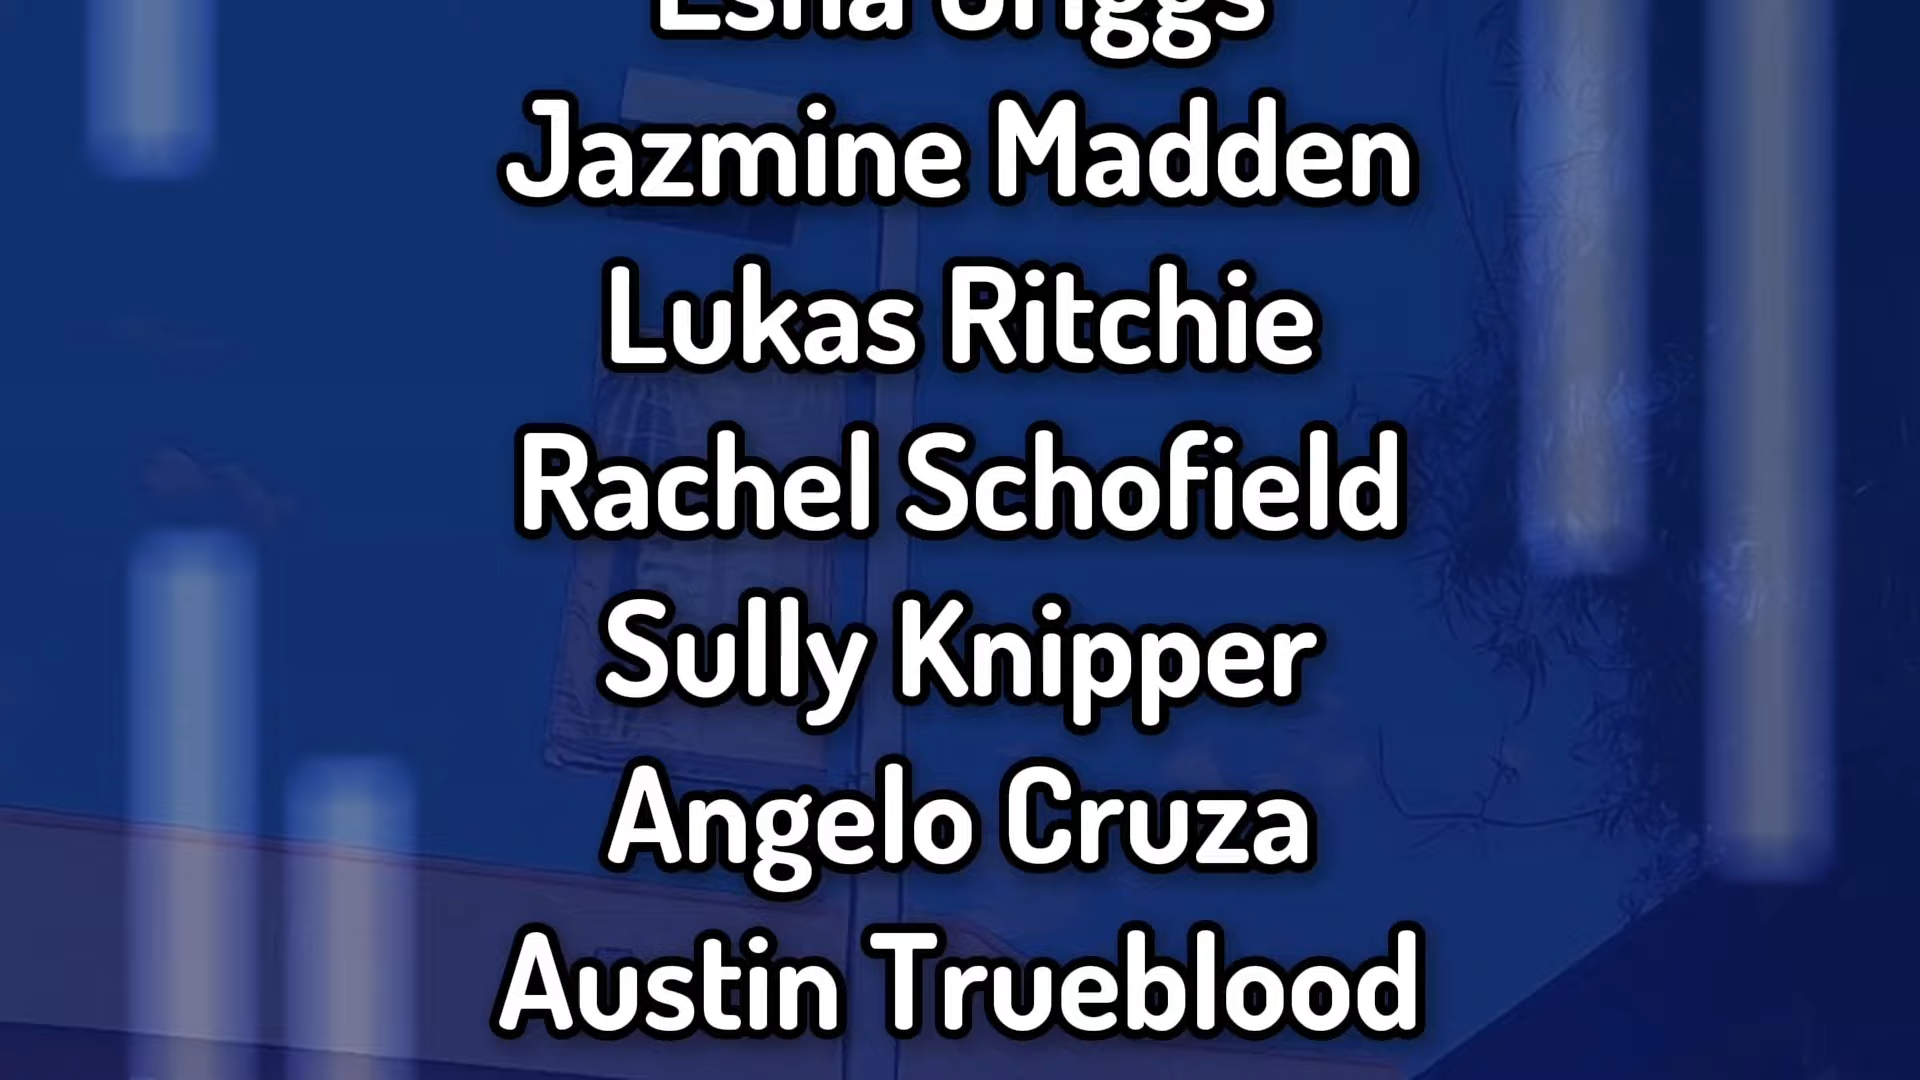 Jazmine Madden
Lukas Ritchie
Rachel Schofield
Sully Knipper
Angelo Cruza
Austin Trueblood